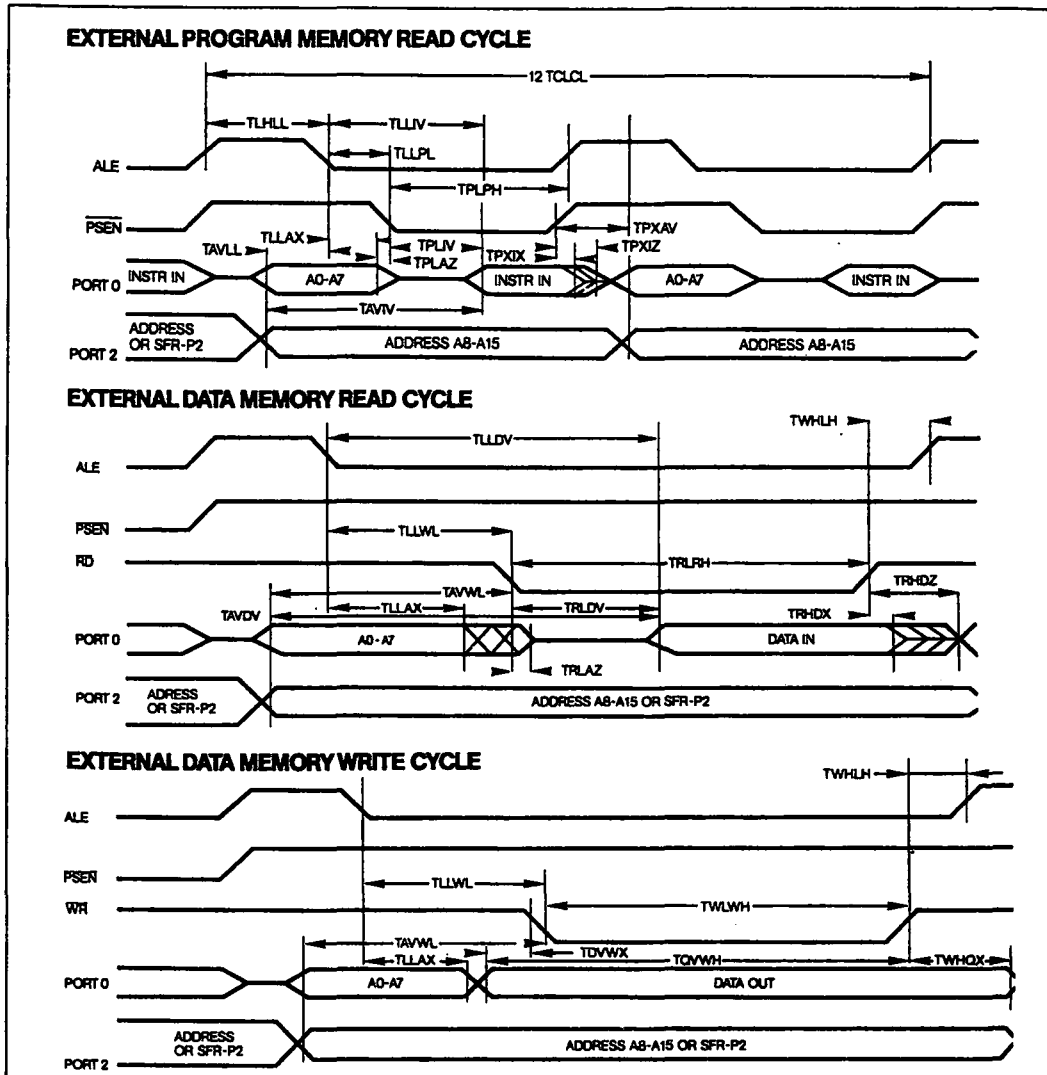 EXTERNAL PROGRAM MEMORY READ CYCLE
12 TCLCL
TLHLL
TLLIV
TLLPL
ALE
TPLPH
PSEN
TLLAX
TPXAV
TAVLL
TPLIV
TPXIZ
TPLAZ
TPXIX
PORT 0
INSTR IN
A0-A7
INSTR IN
A0-A7
INSTR IN
TAVIV
ADDRESS
OR SFR-P2
PORT 2
ADDRESS A8-A15
ADDRESS A8-A15
EXTERNAL DATA MEMORY READ CYCLE
TWHLH
TLLDV
ALE
PSEN
TLLWL
RD
TRLRH
TAVWL
TRHDZ
TAVDV
TLLAX
TRLDV
TRHDX
PORT 0
A0-A7
DATA IN
TRLAZ
PORT 2
ADRESS
OR SFR-P2
ADDRESS A8-A15 OR SFR-P2
EXTERNAL DATA MEMORY WRITE CYCLE
TWHLH
ALE
PSEN
TLLWL
WR
TWLWH
TAVWL
TDVWX
TLLAX
TQVWH
TWHQX
PORT 0
A0-A7
DATA OUT
ADDRESS
OR SFR-P2
PORT 2
ADDRESS A8-A15 OR SFR-P2